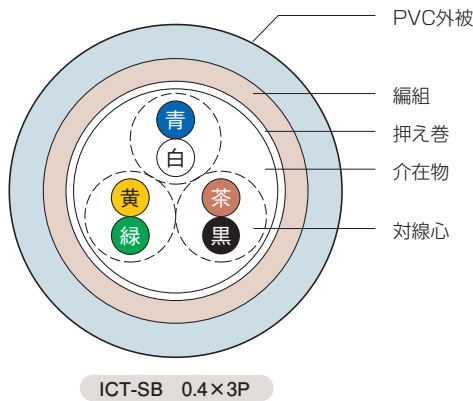 PVC外被
編組
押え巻
介在物
対線心
青
白
黄
緑
茶
黒
ICT-SB 0.4×3P